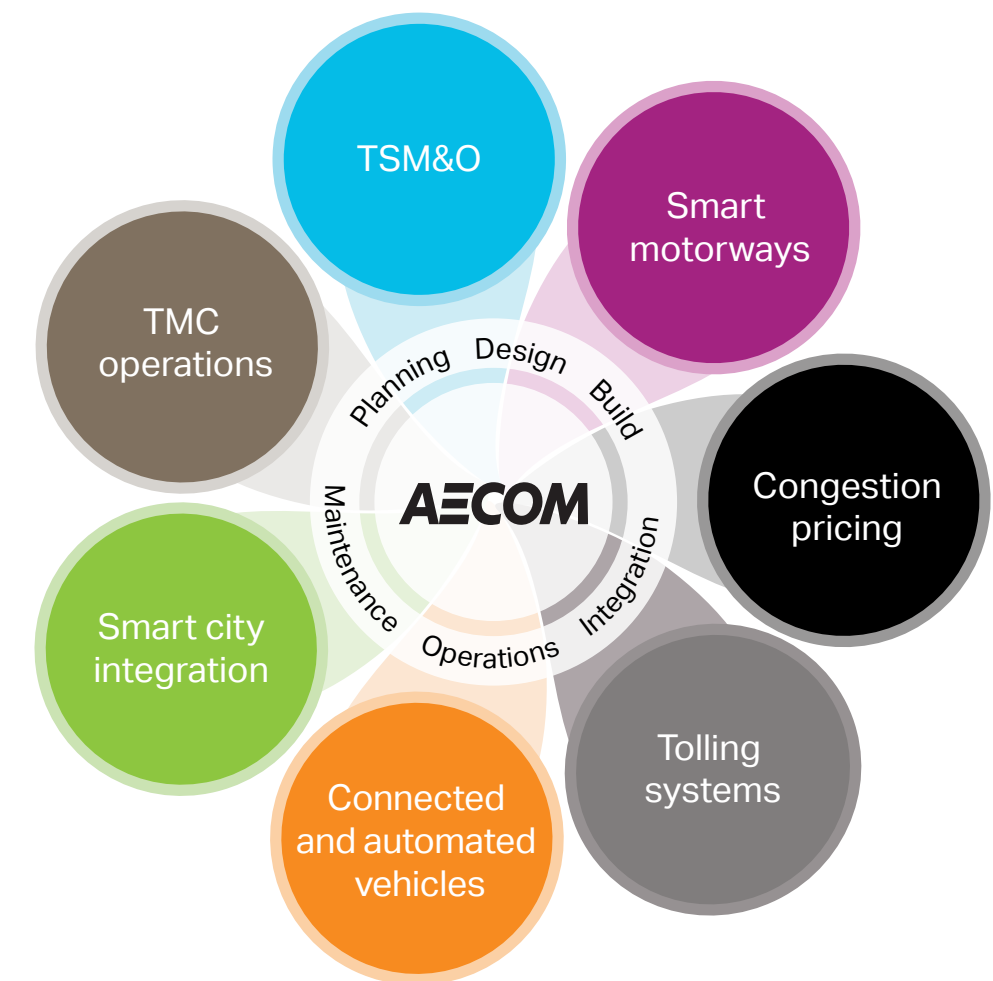 TSM&O
Smart
motorways
Congestion
pricing
Tolling
systems
Connected
and automated
vehicles
Smart city
integration
TMC
operations
Planning
Design
Build
Integration
Operations
Maintenance
AECOM